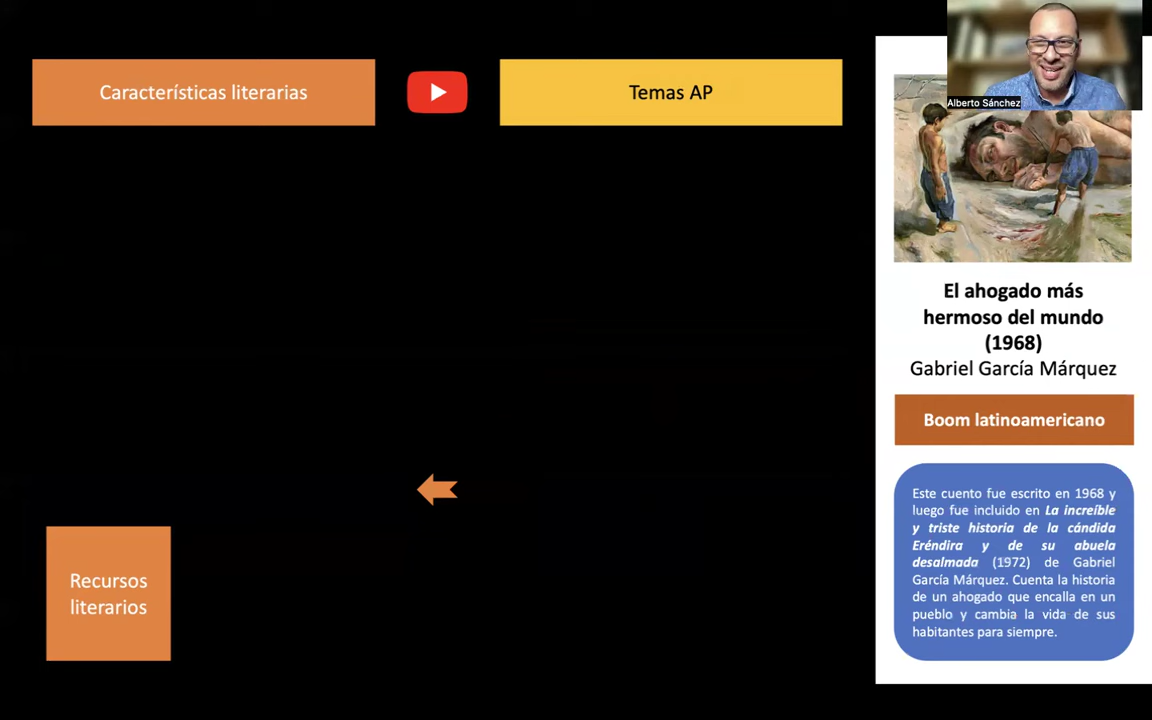 Características literarias
Temas AP
Alberto Sánchez
El ahogado más
hermoso del mundo
(1968)
Gabriel García Márquez
Boom latinoamericano
Este cuento fue escrito en 1968 y
luego fue incluido en La increíble
y triste historia de la cándida
Eréndira y de su abuela
desalmada (1972) de Gabriel
García Márquez. Cuenta la historia
de un ahogado que encalla en un
pueblo y cambia la vida de sus
habitantes para siempre.
Recursos
literarios